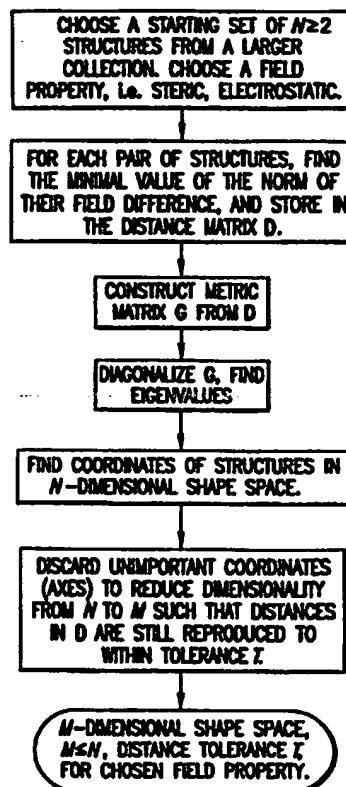 CHOOSE A STARTING SET OF N≥2
STRUCTURES FROM A LARGER
COLLECTION. CHOOSE A FIELD
PROPERTY, i.e. STERIC, ELECTROSTATIC.
FOR EACH PAIR OF STRUCTURES, FIND
THE MINIMAL VALUE OF THE NORM OF
THEIR FIELD DIFFERENCE, AND STORE IN
THE DISTANCE MATRIX D.
CONSTRUCT METRIC
MATRIX G FROM D
DIAGONALIZE G, FIND
EIGENVALUES
FIND COORDINATES OF STRUCTURES IN
N-DIMENSIONAL SHAPE SPACE.
DISCARD UNIMPORTANT COORDINATES
(AXES) TO REDUCE DIMENSIONALITY
FROM N TO M SUCH THAT DISTANCES
IN D ARE STILL REPRODUCED TO
WITHIN TOLERANCE T.
M-DIMENSIONAL SHAPE SPACE,
M≤N, DISTANCE TOLERANCE T,
FOR CHOSEN FIELD PROPERTY.